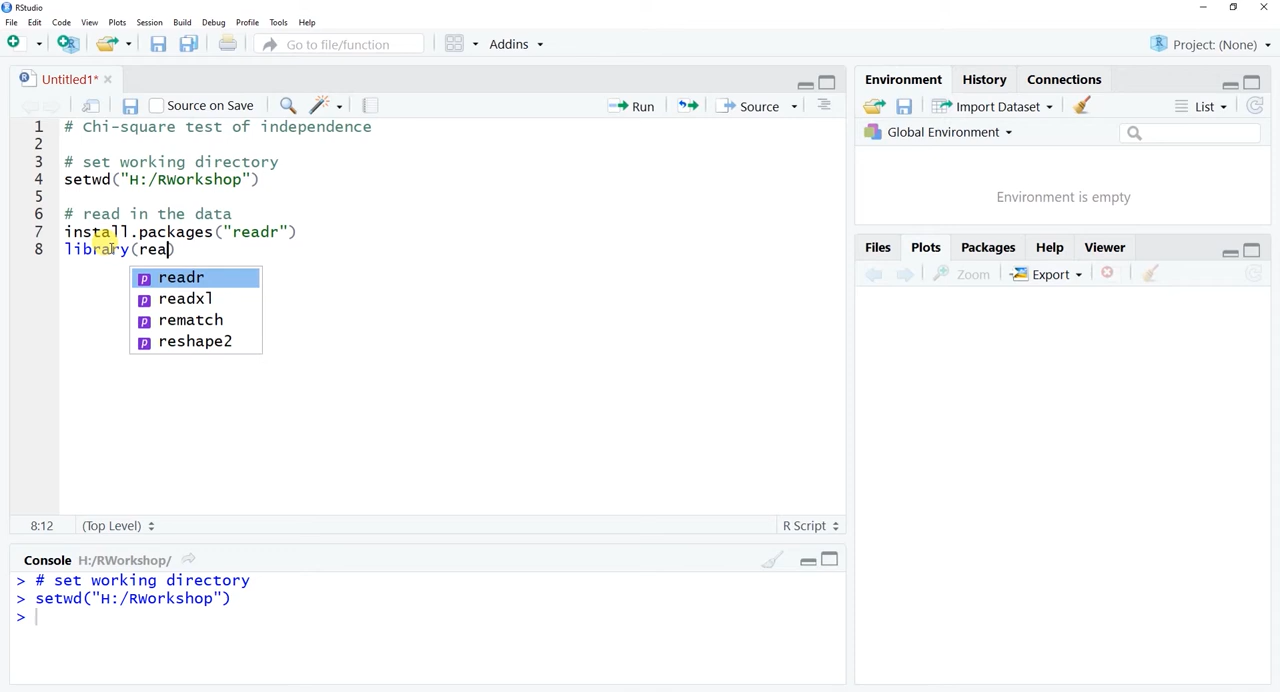 RStudio
File Edit Code View Plots Session Build Debug Profile Tools Help
Go to file/function Addins Project: (None)
Untitled1*
Source on Save Run Source
1 # Chi-square test of independence
2
3 # set working directory
4 setwd("H:/RWorkshop")
5
6 # read in the data
7 install.packages("readr")
8 library(rea)
readr
readxl
rematch
reshape2
8:12 (Top Level) R Script
Console H:/RWorkshop/
> # set working directory
> setwd("H:/RWorkshop")
>
Environment History Connections
Import Dataset List
Global Environment
Environment is empty
Files Plots Packages Help Viewer
Zoom Export